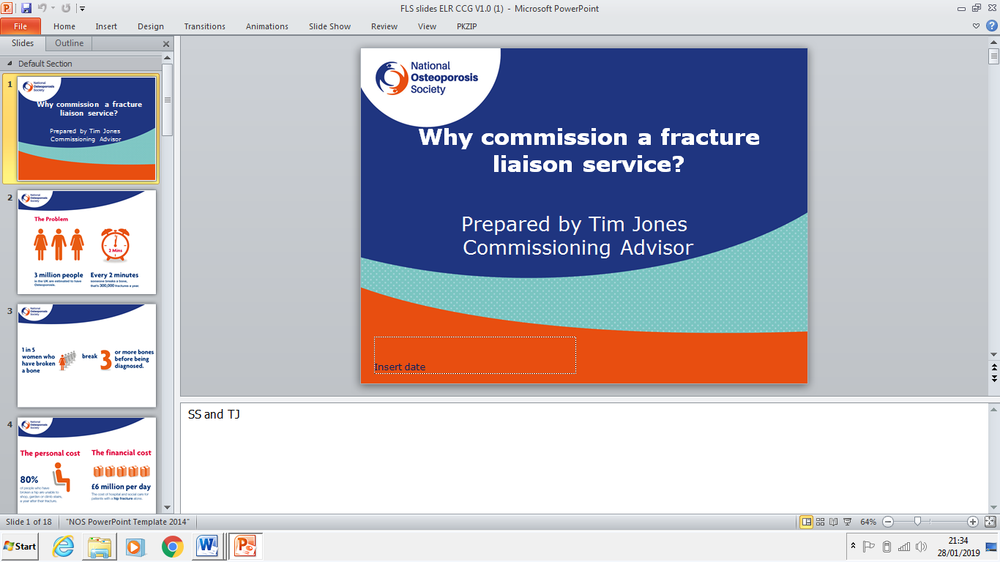 FLS slides ELR CCG V1.0 (1) - Microsoft PowerPoint
File Home Insert Design Transitions Animations Slide Show Review View PKZIP
Slides Outline
Default Section
1
National
Osteoporosis
Society
Why commission a fracture
liaison service?
Prepared by Tim Jones
Commissioning Advisor
2
National
Osteoporosis
Society
The Problem
2 Mins
3 million people
in the UK are estimated to have
Osteoporosis.
Every 2 minutes
someone breaks a bone,
that's 300,000 fractures a year.
3
National
Osteoporosis
Society
1 in 5
women who
have broken
a bone
break
3
or more bones
before being
diagnosed.
4
National
Osteoporosis
Society
The personal cost
80%
of people who have
broken a hip are unable to
shop, garden or climb stairs,
a year after their fracture.
The financial cost
£6 million per day
The cost of hospital and social care for
patients with a hip fracture alone.
National
Osteoporosis
Society
Why commission a fracture
liaison service?
Prepared by Tim Jones
Commissioning Advisor
Insert date
SS and TJ
Slide 1 of 18 "NOS PowerPoint Template 2014" 64%
Start
21:34
28/01/2019